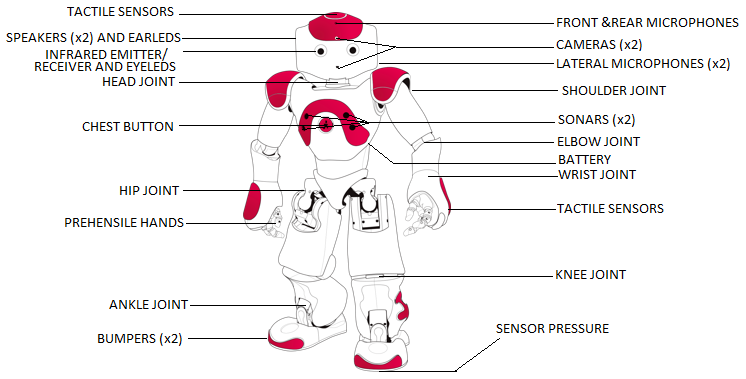 TACTILE SENSORS
SPEAKERS (x2) AND EARLEDS
INFRARED EMITTER/
RECEIVER AND EYELEDS
HEAD JOINT
CHEST BUTTON
HIP JOINT
PREHENSILE HANDS
ANKLE JOINT
BUMPERS (x2)
FRONT &REAR MICROPHONES
CAMERAS (x2)
LATERAL MICROPHONES (x2)
SHOULDER JOINT
SONARS (x2)
ELBOW JOINT
BATTERY
WRIST JOINT
TACTILE SENSORS
KNEE JOINT
SENSOR PRESSURE